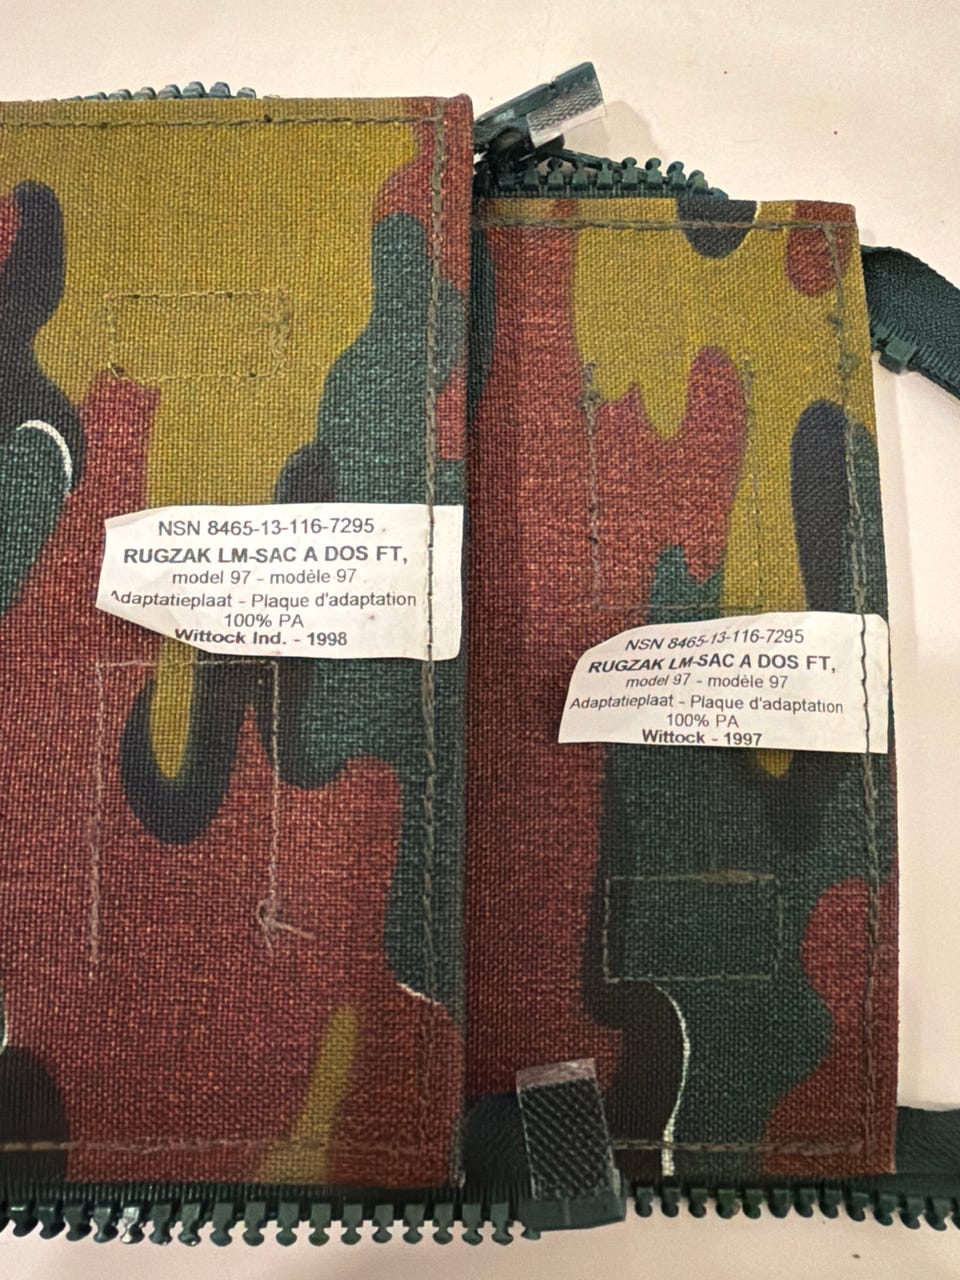 NSN 8465-13-116-7295
RUGZAK LM-SAC A DOS FT,
model 97 - modèle 97
Adaptatieplaat - Plaque d'adaptation
100% PA
Wittock Ind. - 1998
NSN 8465-13-116-7295
RUGZAK LM-SAC A DOS FT,
model 97 - modèle 97
Adaptatieplaat - Plaque d'adaptation
100% PA
Wittock - 1997